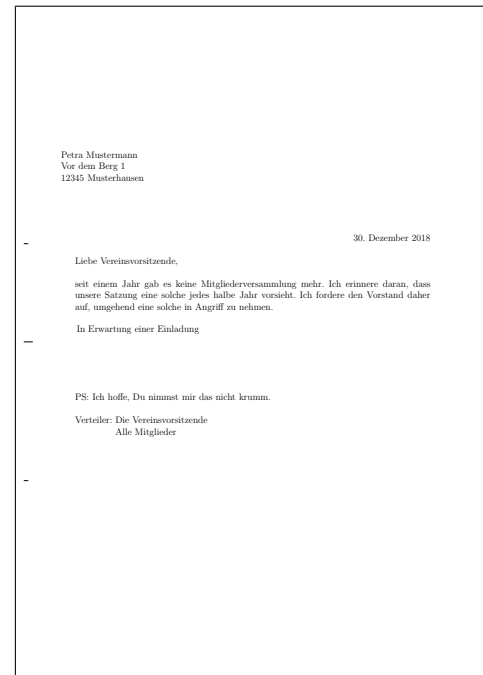 Petra Mustermann
Vor dem Berg 1
12345 Musterhausen
30. Dezember 2018
Liebe Vereinsvorsitzende,
seit einem Jahr gab es keine Mitgliederversammlung mehr. Ich erinnere daran, dass
unsere Satzung eine solche jedes halbe Jahr vorsieht. Ich fordere den Vorstand daher
auf, umgehend eine solche in Angriff zu nehmen.
In Erwartung einer Einladung
PS: Ich hoffe, Du nimmst mir das nicht krumm.
Verteiler: Die Vereinsvorsitzende
Alle Mitglieder